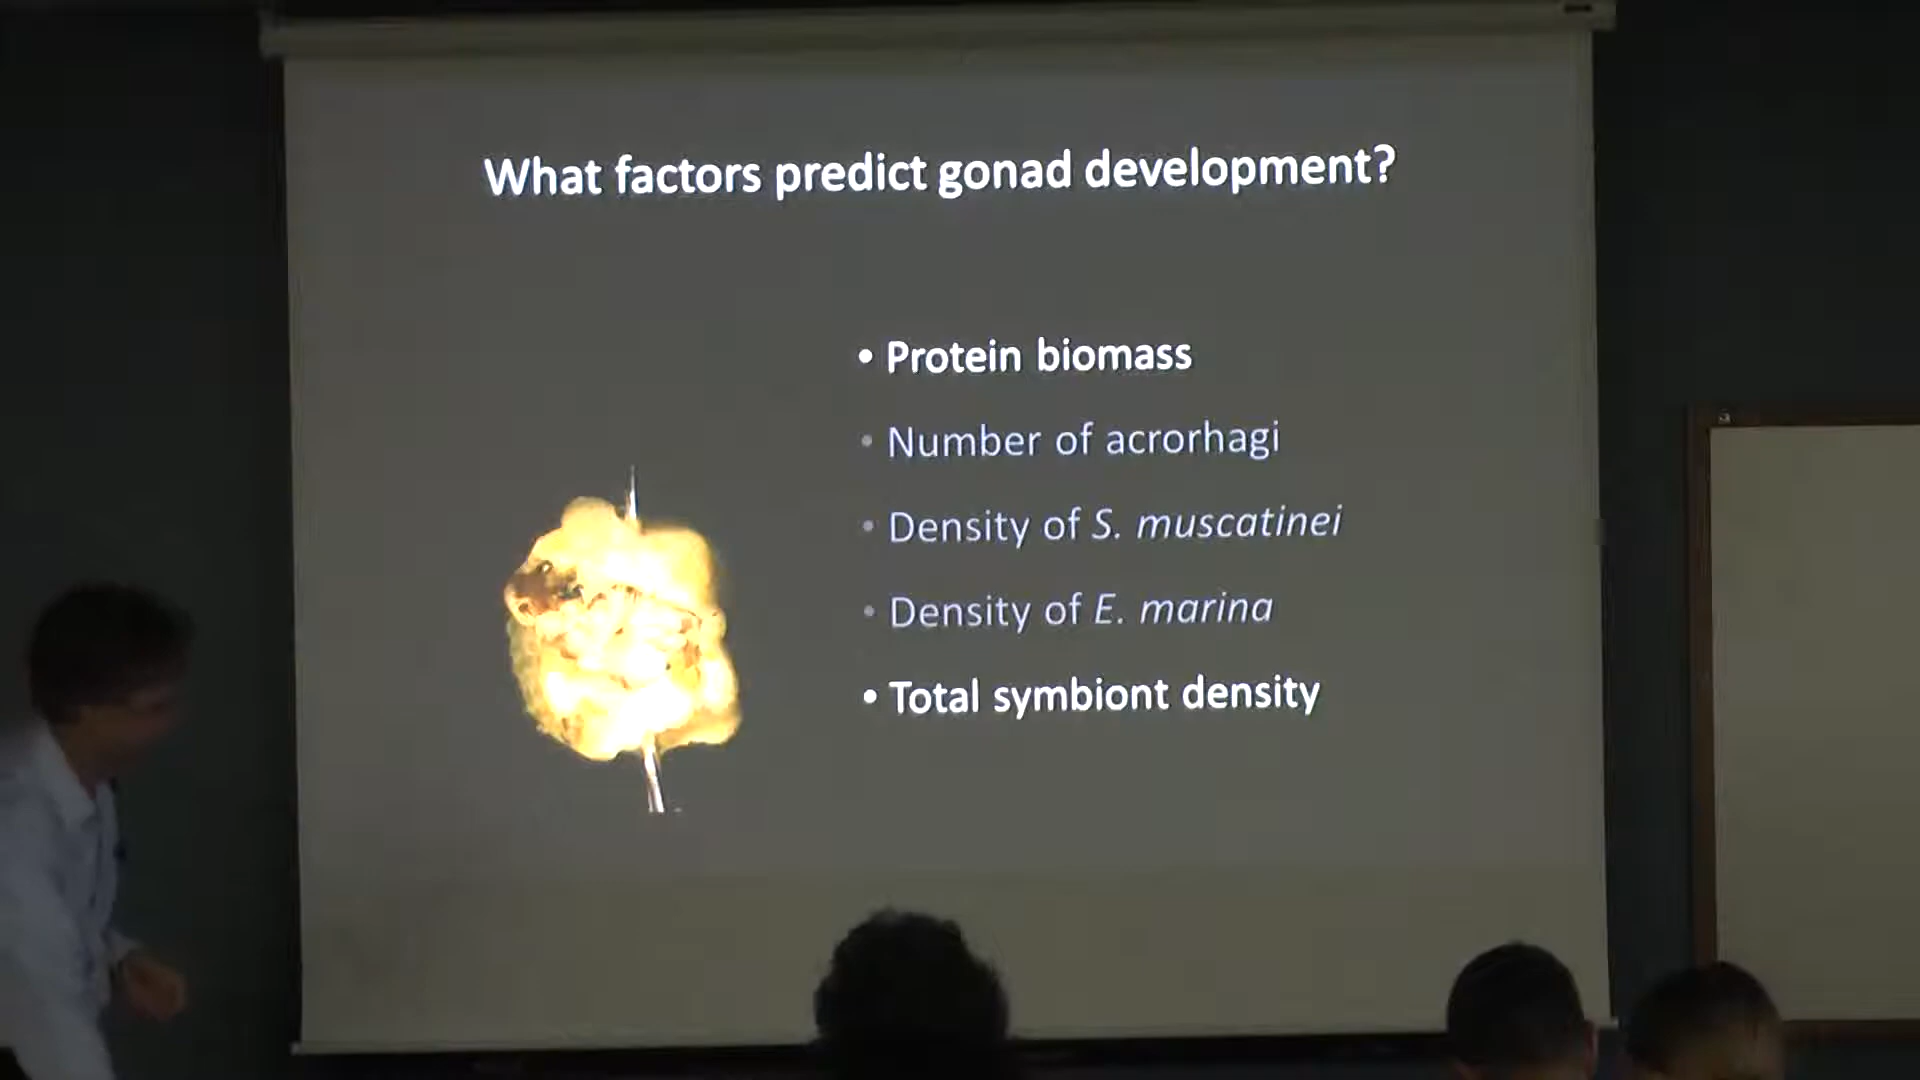 What factors predict gonad development?
• Protein biomass
• Number of acrorhagi
• Density of S. muscatinei
• Density of E. marina
• Total symbiont density